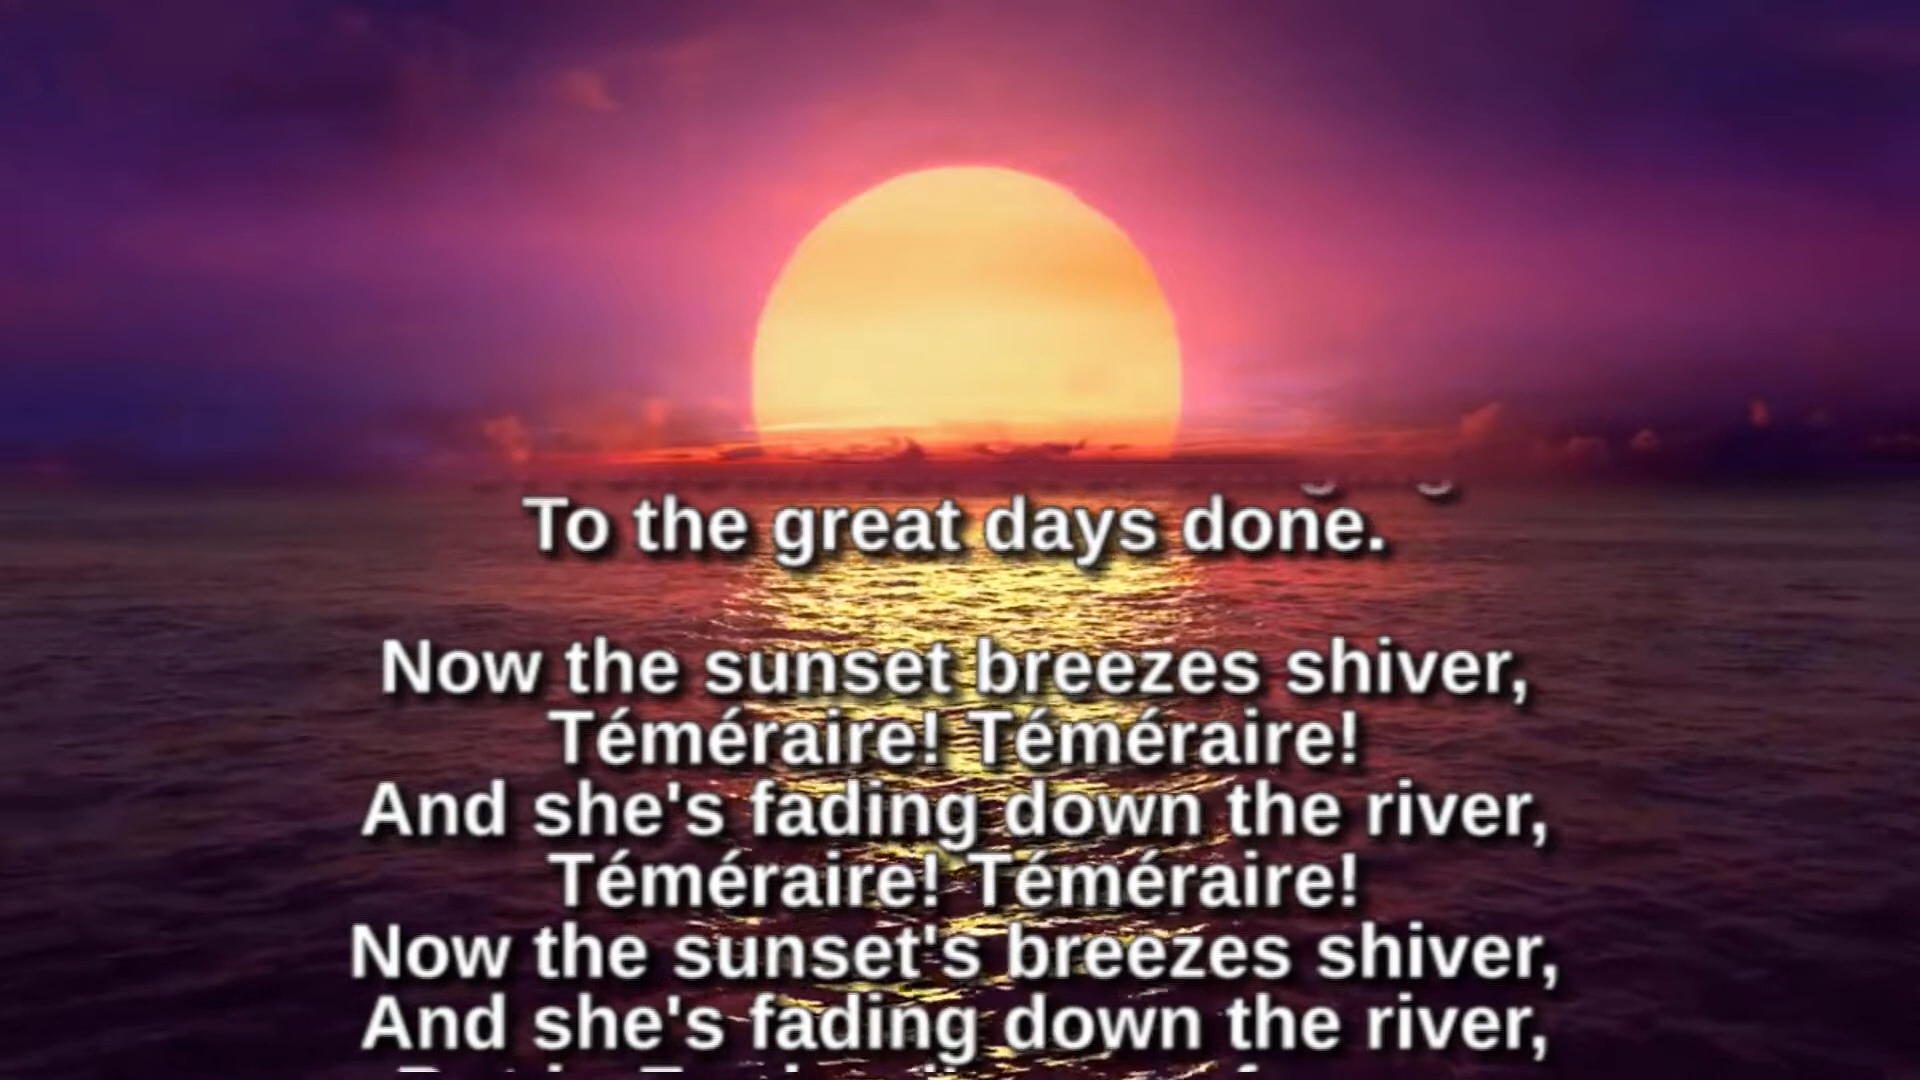 To the great days done.
Now the sunset breezes shiver,
Téméraire! Téméraire!
And she's fading down the river,
Téméraire! Téméraire!
Now the sunset's breezes shiver,
And she's fading down the river,